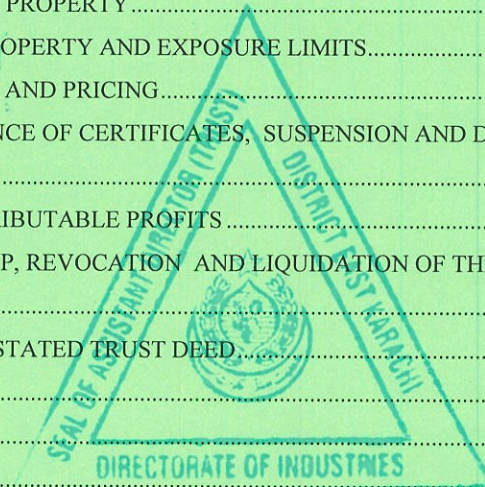 PROPERTY
OPERTY AND EXPOSURE LIMITS
AND PRICING
NCE OF CERTIFICATES, SUSPENSION AND D
RIBUTABLE PROFITS
P, REVOCATION AND LIQUIDATION OF TH
STATED TRUST DEED
SEAL OF ASSISTANT DIRECTOR (TRUST)
DISTRICT EAST KARACHI
DIRECTORATE OF INDUSTRIES